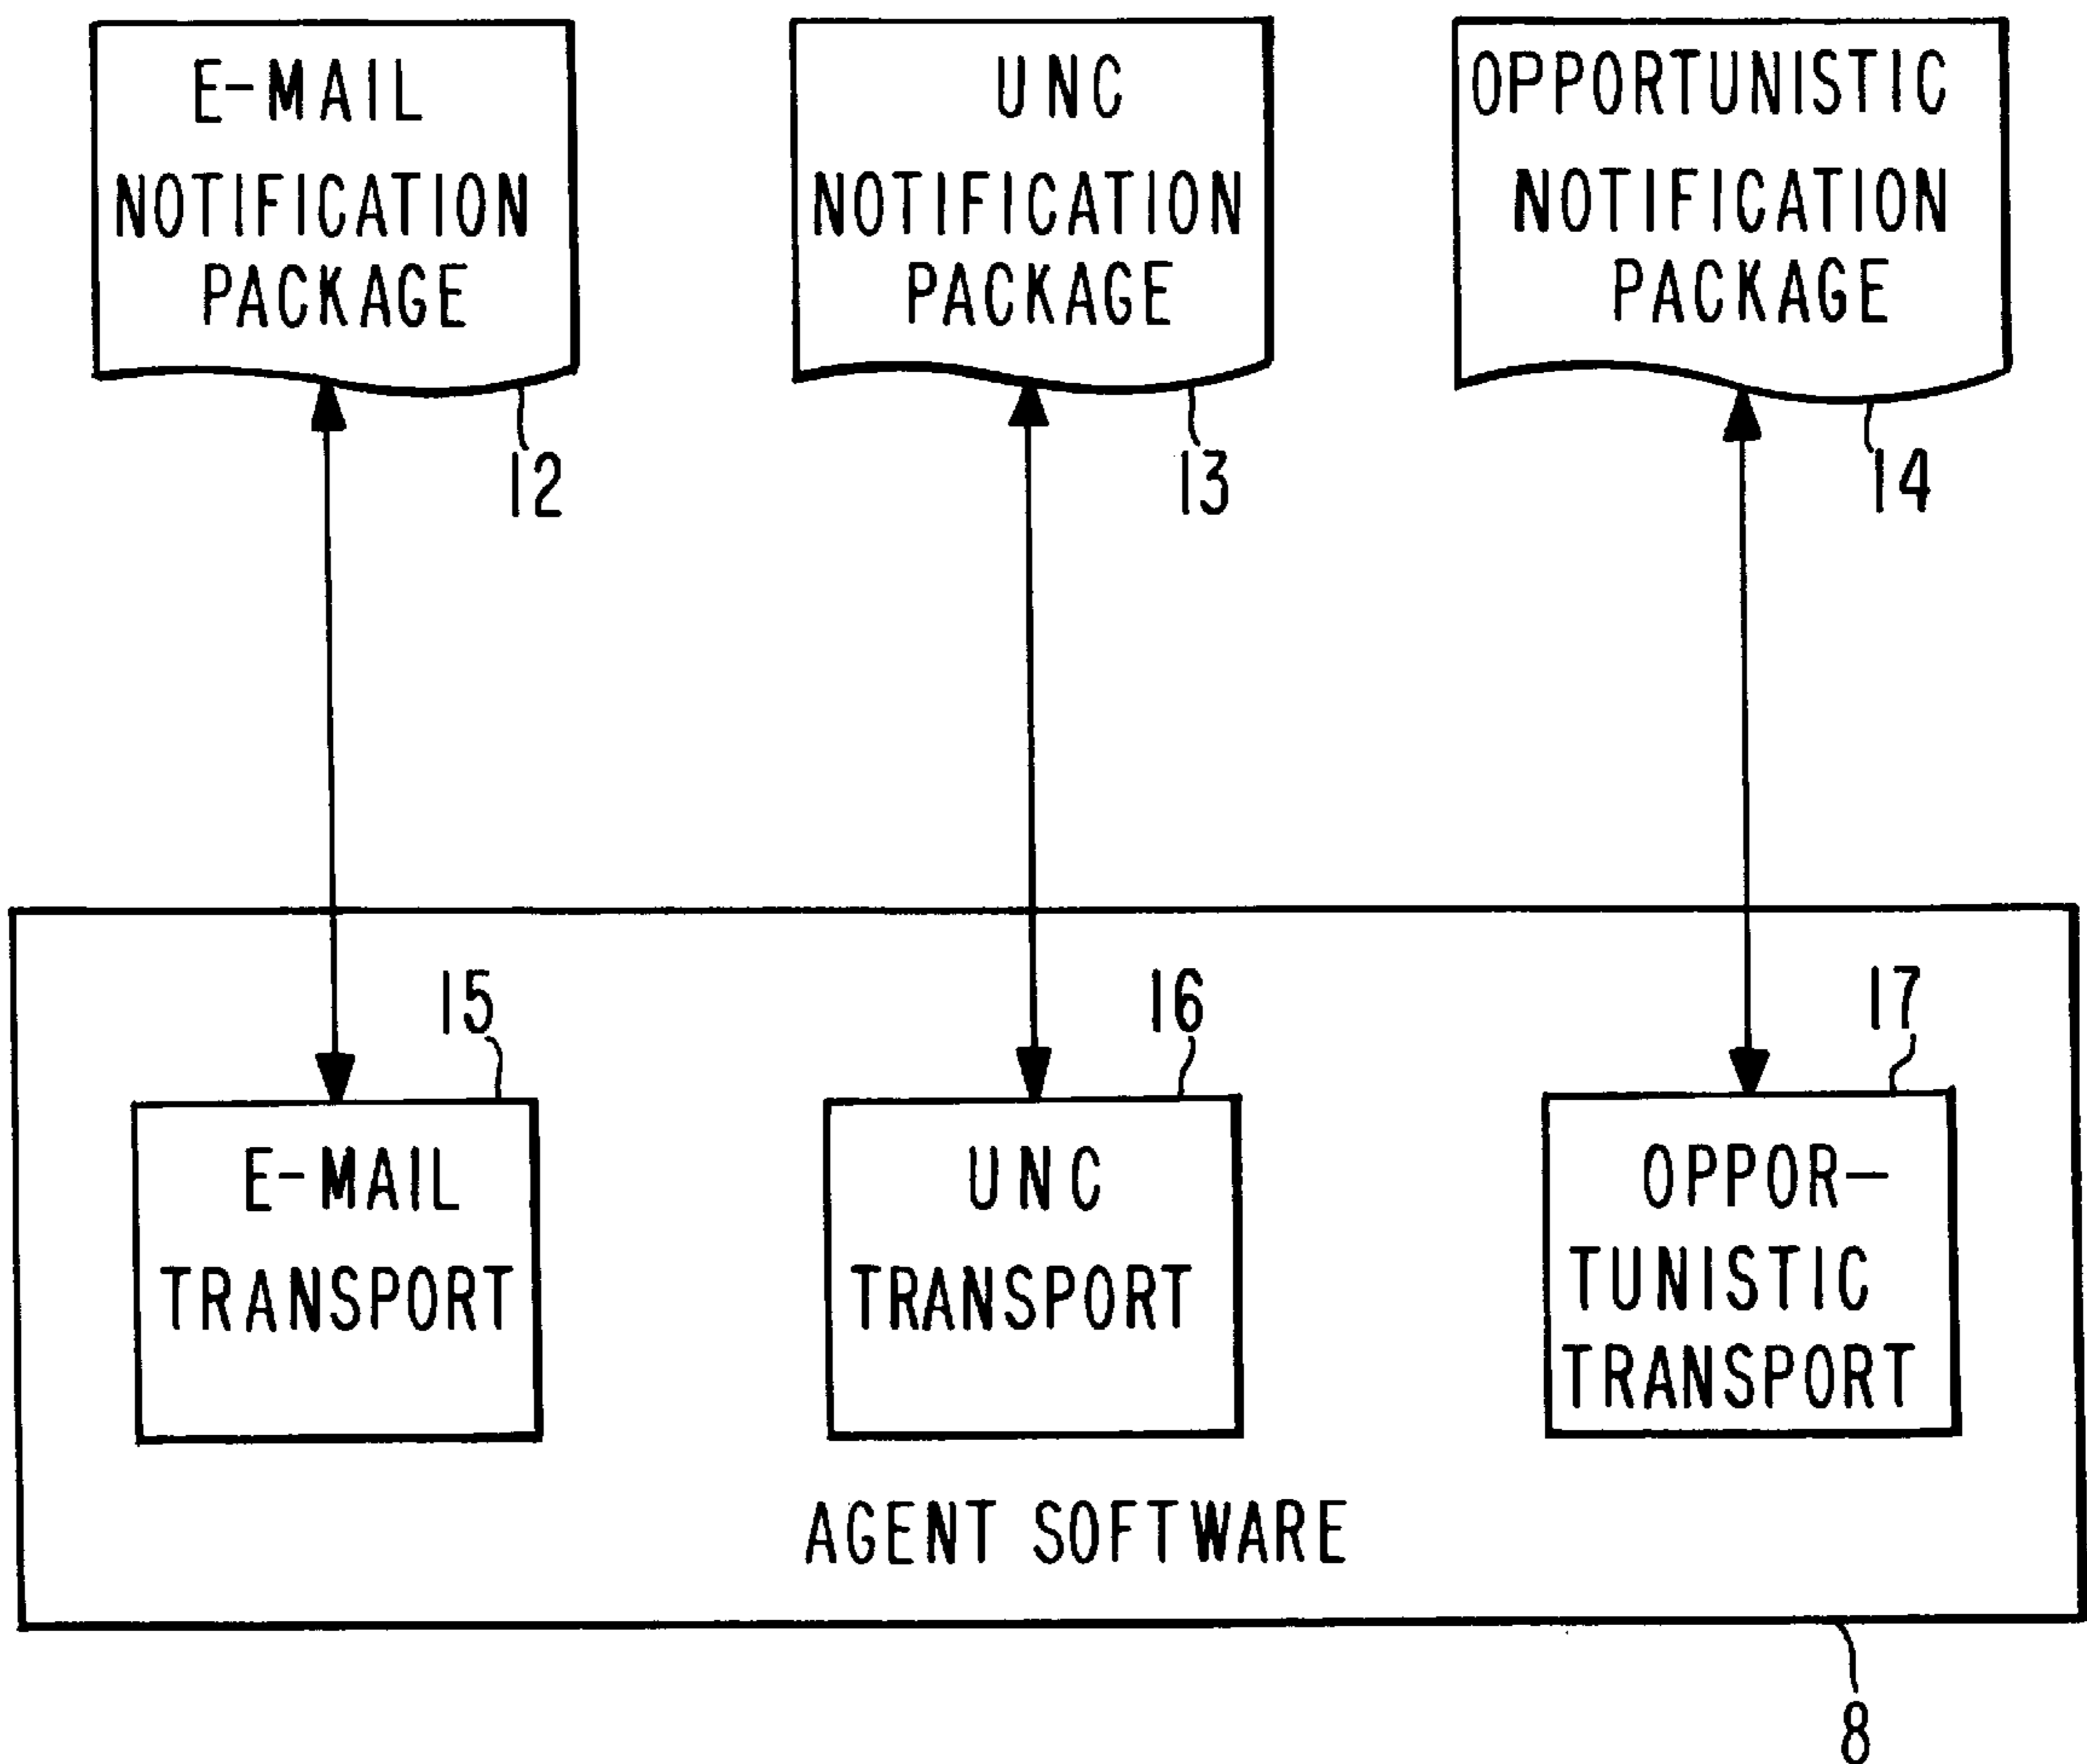 E-MAIL
NOTIFICATION
PACKAGE
12
UNC
NOTIFICATION
PACKAGE
13
OPPORTUNISTIC
NOTIFICATION
PACKAGE
14
15
E-MAIL
TRANSPORT
16
UNC
TRANSPORT
17
OPPOR-
TUNISTIC
TRANSPORT
AGENT SOFTWARE
8